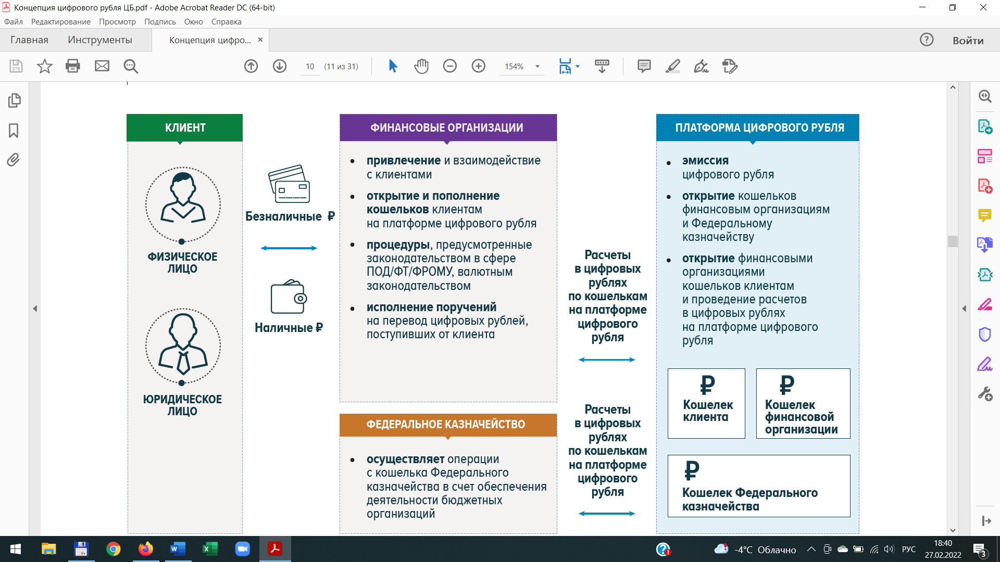 Концепция цифрового рубля ЦБ.pdf - Adobe Acrobat Reader DC (64-bit)
Файл Редактирование Просмотр Подпись Окно Справка
Главная Инструменты Концепция цифро... × ? Войти
10 (11 из 31) 154%
КЛИЕНТ
ФИЗИЧЕСКОЕ
ЛИЦО
ЮРИДИЧЕСКОЕ
ЛИЦО
Безналичные ₽
Наличные ₽
ФИНАНСОВЫЕ ОРГАНИЗАЦИИ
• привлечение и взаимодействие
с клиентами
• открытие и пополнение
кошельков клиентам
на платформе цифрового рубля
• процедуры, предусмотренные
законодательством в сфере
ПОД/ФТ/ФРОМУ, валютным
законодательством
• исполнение поручений
на перевод цифровых рублей,
поступивших от клиента
ФЕДЕРАЛЬНОЕ КАЗНАЧЕЙСТВО
• осуществляет операции
с кошелька Федерального
казначейства в счет обеспечения
деятельности бюджетных
организаций
Расчеты
в цифровых
рублях
по кошелькам
на платформе
цифрового
рубля
Расчеты
в цифровых
рублях
по кошелькам
на платформе
цифрового
рубля
ПЛАТФОРМА ЦИФРОВОГО РУБЛЯ
• эмиссия
цифрового рубля
• открытие кошельков
финансовым организациям
и Федеральному
казначейству
• открытие финансовыми
организациями
кошельков клиентам
и проведение расчетов
в цифровых рублях
на платформе цифрового
рубля
₽
Кошелек
клиента
₽
Кошелек
финансовой
организации
₽
Кошелек Федерального
казначейства
64
-4°C Облачно РУС
18:40
27.02.2022
3